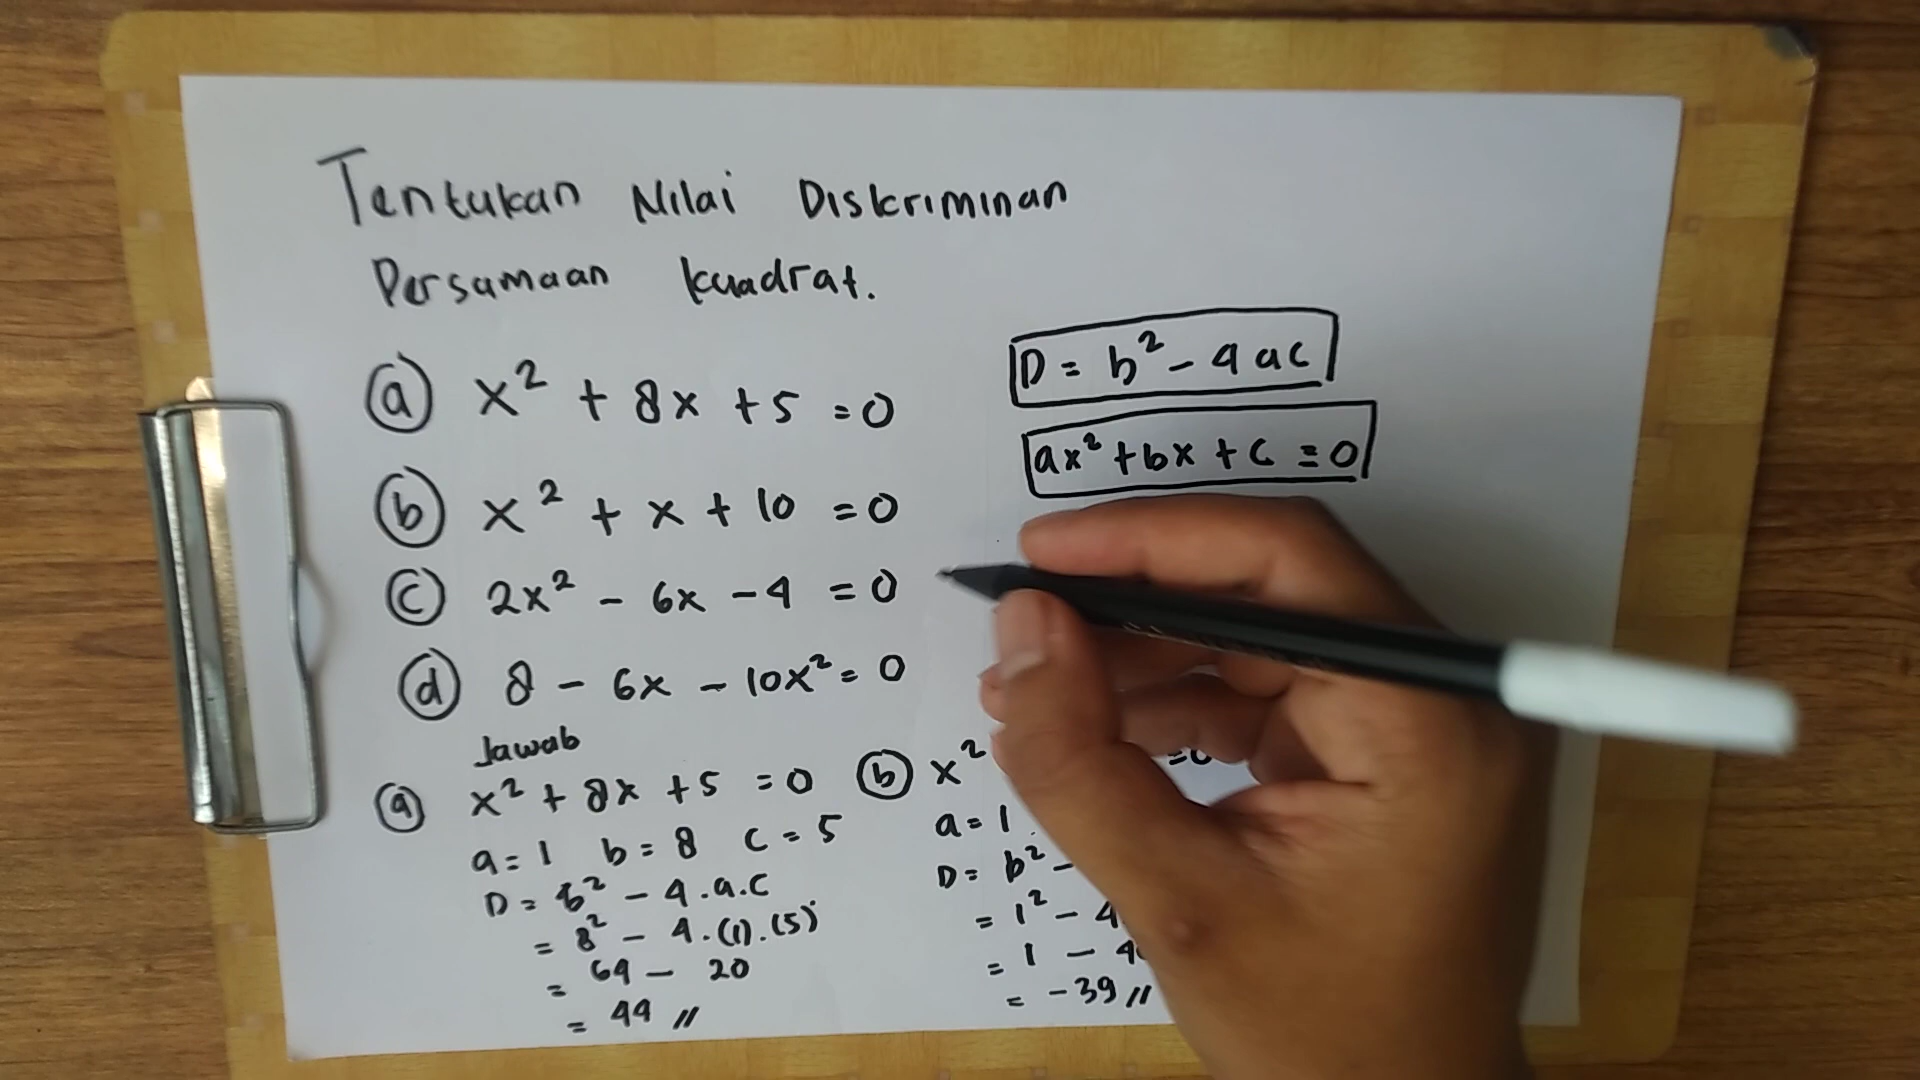 Tentukan Nilai Diskriminan
Persamaan kuadrat.
D = b² - 4ac
ax² + bx + c = 0
(a) x² + 8x + 5 = 0
(b) x² + x + 10 = 0
(c) 2x² - 6x - 4 = 0
(d) 8 - 6x - 10x² = 0
Jawab
(a) x² + 8x + 5 = 0
a = 1 b = 8 c = 5
D = b² - 4.a.c
= 8² - 4.(1).(5)
= 64 - 20
= 44 //
(b) x² =0
a = 1
D = b² -
= 1² - 4
= 1 - 4
= -39 //